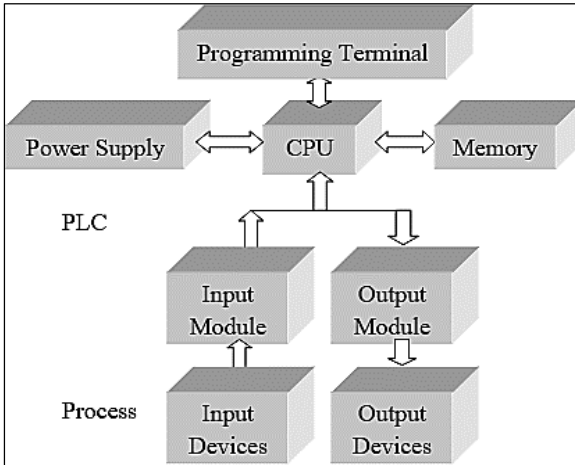 Programming Terminal
Power Supply
CPU
Memory
PLC
Input
Module
Output
Module
Process
Input
Devices
Output
Devices